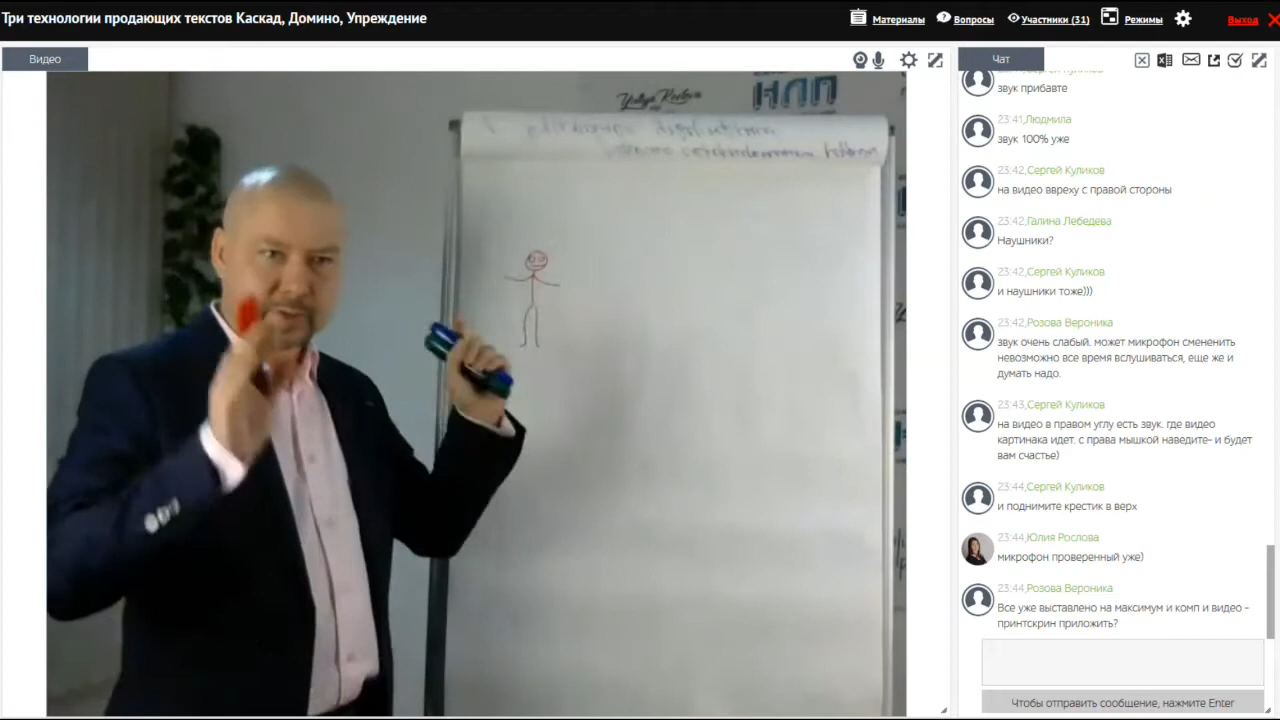 Три технологии продающих текстов Каскад, Домино, Упреждение
Материалы
Вопросы
Участники (31)
Режимы
Выход
Видео
Yuliya Roslova
НЛП
Чат
звук прибавте
23:41,Людмила
звук 100% уже
23:42,Сергей Куликов
на видео ввреху с правой стороны
23:42,Галина Лебедева
Наушники?
23:42,Сергей Куликов
и наушники тоже)))
23:42,Розова Вероника
звук очень слабый. может микрофон смененить
невозможно все время вслушиваться, еще же и
думать надо.
23:43,Сергей Куликов
на видео в правом углу есть звук. где видео
картинака идет. с права мышкой наведите- и будет
вам счастье)
23:44,Сергей Куликов
и поднимите крестик в верх
23:44,Юлия Рослова
микрофон проверенный уже)
23:44,Розова Вероника
Все уже выставлено на максимум и комп и видео -
принтскрин приложить?
Чтобы отправить сообщение, нажмите Enter